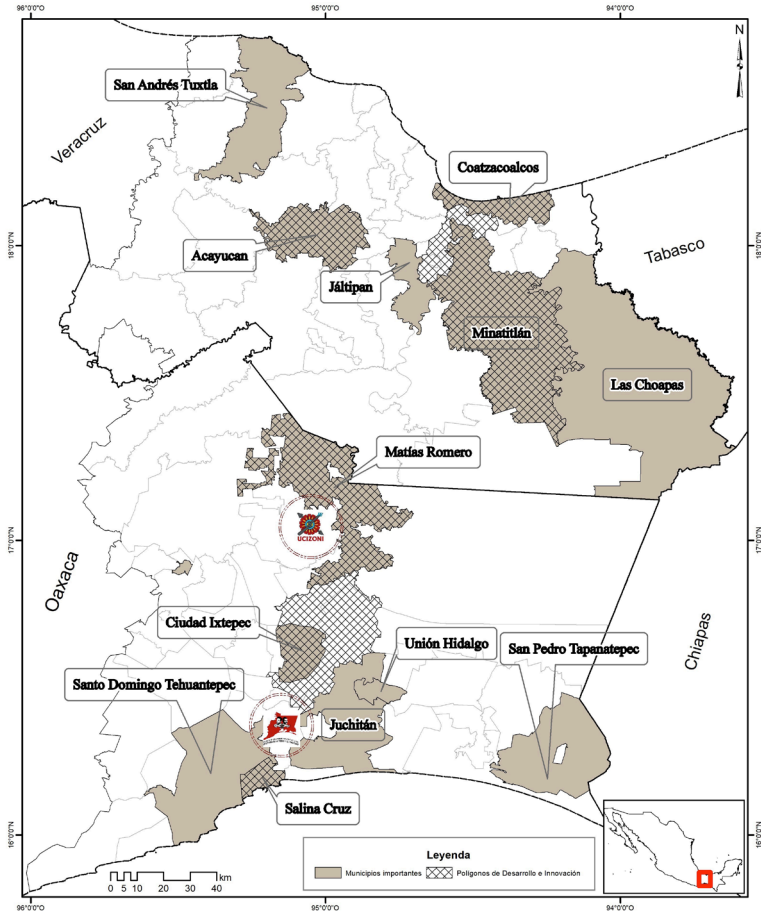 96°0'0"O
95°0'0"O
94°0'0"O
N
San Andrés Tuxtla
Veracruz
Coatzacoalcos
18°0'0"N
18°0'0"N
Tabasco
Acayucan
Jáltipan
Minatitlán
Las Choapas
Matías Romero
UCIZONI
17°0'0"N
17°0'0"N
Oaxaca
Ciudad Ixtepec
Unión Hidalgo
San Pedro Tapanatepec
Chiapas
Santo Domingo Tehuantepec
Juchitán
Salina Cruz
16°0'0"N
16°0'0"N
Leyenda
Municipios importantes
Polígonos de Desarrollo e Innovación
km
0 5 10 20 30 40
96°0'0"O
95°0'0"O
94°0'0"O